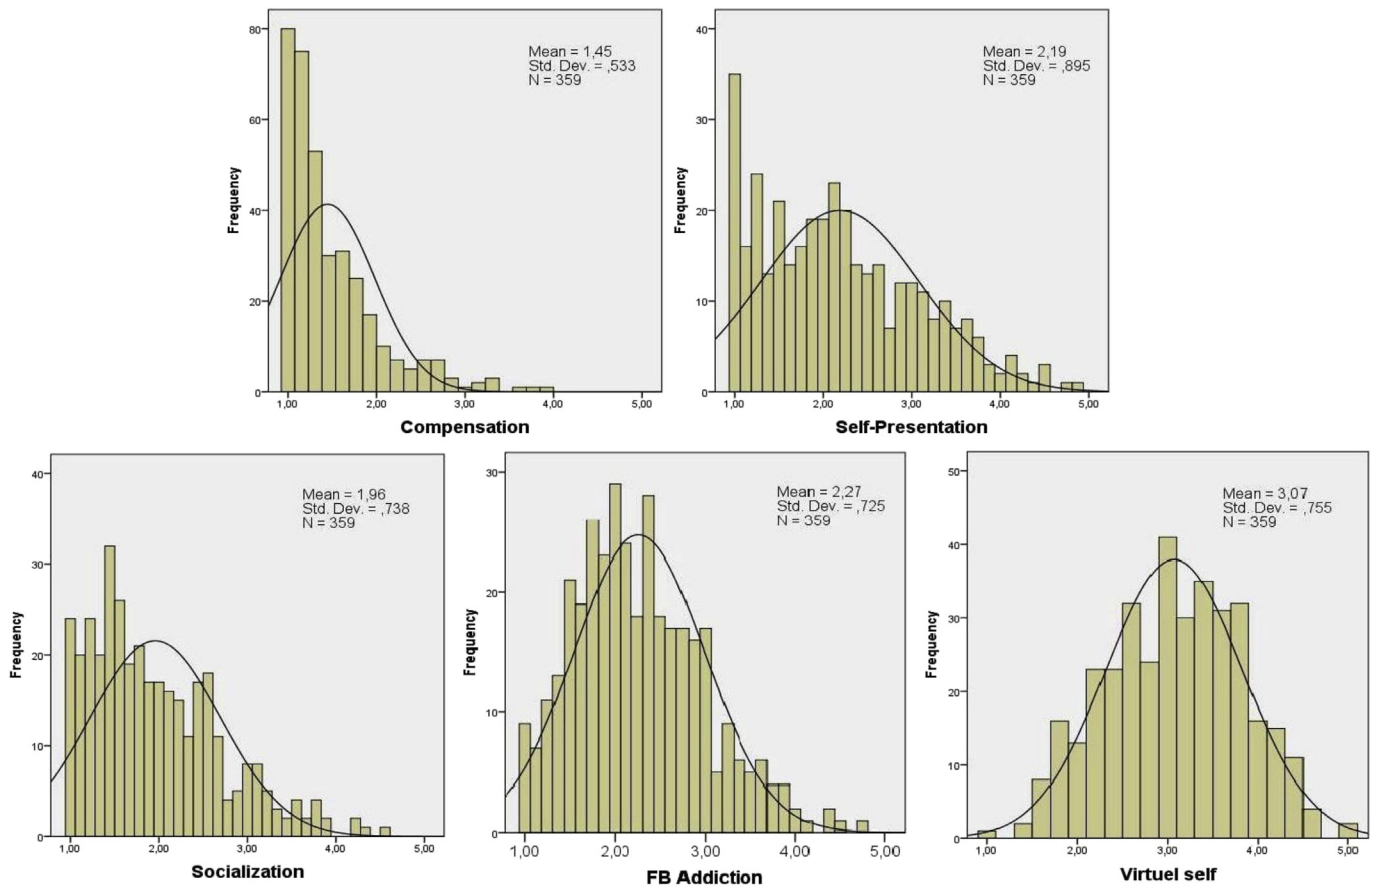 80
60
40
20
0
Frequency
Mean = 1,45
Std. Dev. = ,533
N = 359
1,00 2,00 3,00 4,00 5,00
Compensation
40
30
20
10
0
Frequency
Mean = 2,19
Std. Dev. = ,895
N = 359
1,00 2,00 3,00 4,00 5,00
Self-Presentation
40
30
20
10
0
Frequency
Mean = 1,96
Std. Dev. = ,738
N = 359
1,00 2,00 3,00 4,00 5,00
Socialization
30
20
10
0
Frequency
Mean = 2,27
Std. Dev. = ,725
N = 359
1,00 2,00 3,00 4,00 5,00
FB Addiction
50
40
30
20
10
0
Frequency
Mean = 3,07
Std. Dev. = ,755
N = 359
1,00 2,00 3,00 4,00 5,00
Virtuel self